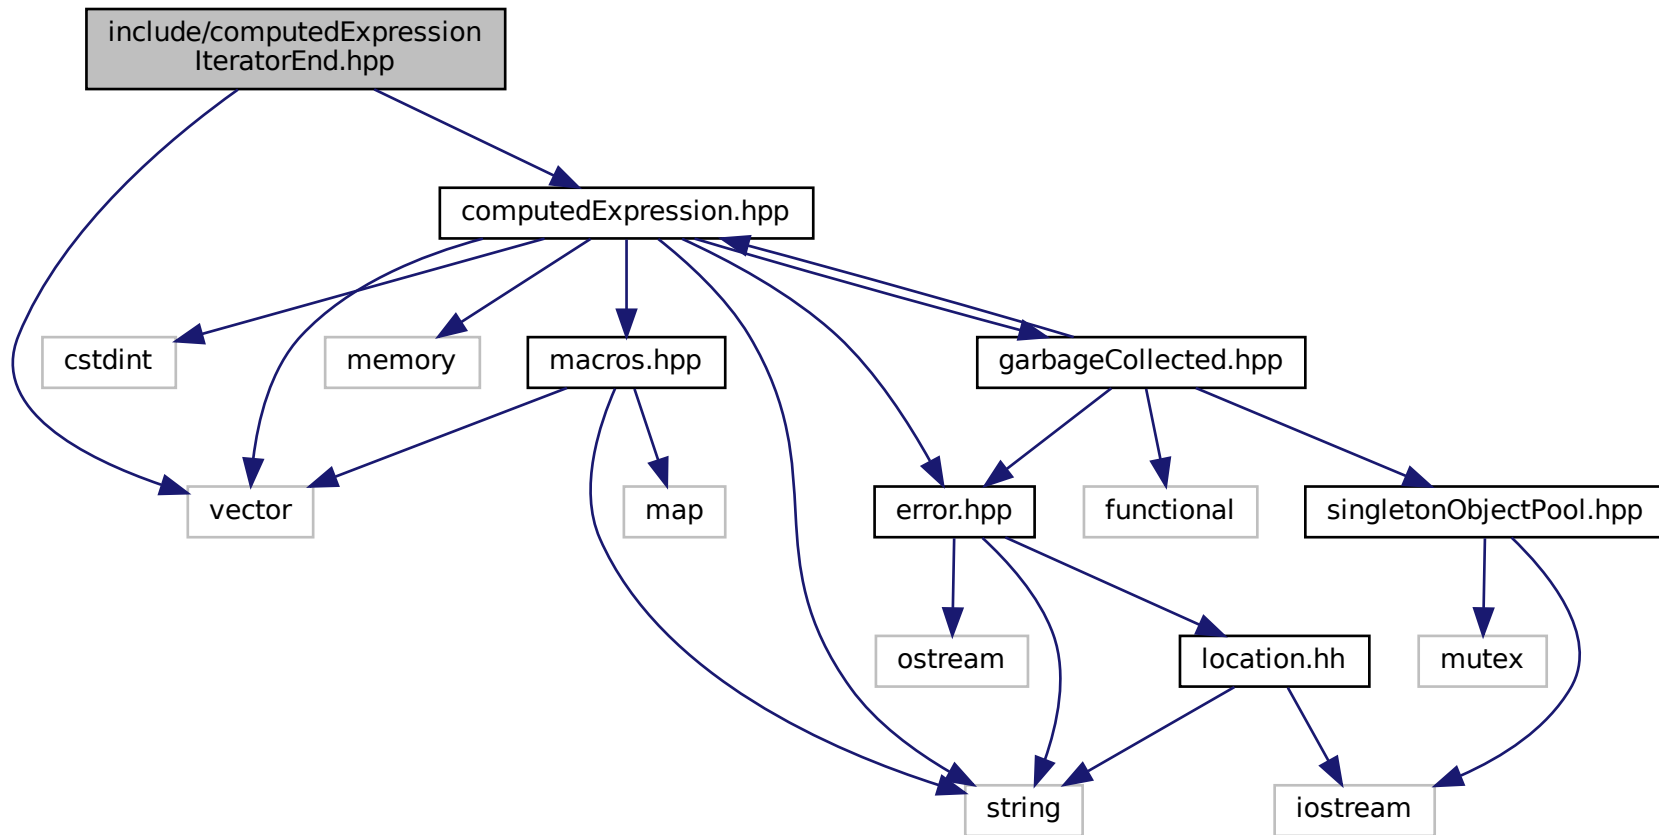 include/computedExpression
IteratorEnd.hpp
computedExpression.hpp
cstdint
memory
macros.hpp
garbageCollected.hpp
vector
map
error.hpp
functional
singletonObjectPool.hpp
ostream
location.hh
mutex
string
iostream